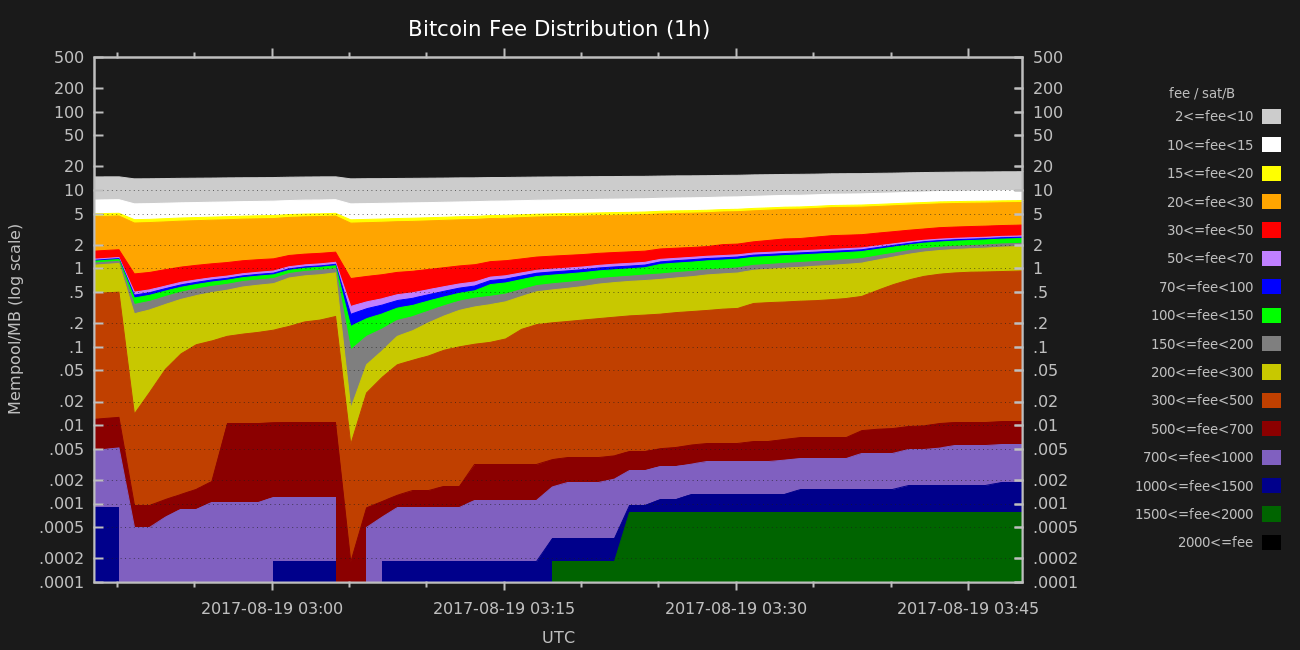 Bitcoin Fee Distribution (1h)
Mempool/MB (log scale)
500
200
100
50
20
10
5
2
1
.5
.2
.1
.05
.02
.01
.005
.002
.001
.0005
.0002
.0001
500
200
100
50
20
10
5
2
1
.5
.2
.1
.05
.02
.01
.005
.002
.001
.0005
.0002
.0001
2017-08-19 03:00
2017-08-19 03:15
2017-08-19 03:30
2017-08-19 03:45
UTC
fee / sat/B
2<=fee<10
10<=fee<15
15<=fee<20
20<=fee<30
30<=fee<50
50<=fee<70
70<=fee<100
100<=fee<150
150<=fee<200
200<=fee<300
300<=fee<500
500<=fee<700
700<=fee<1000
1000<=fee<1500
1500<=fee<2000
2000<=fee